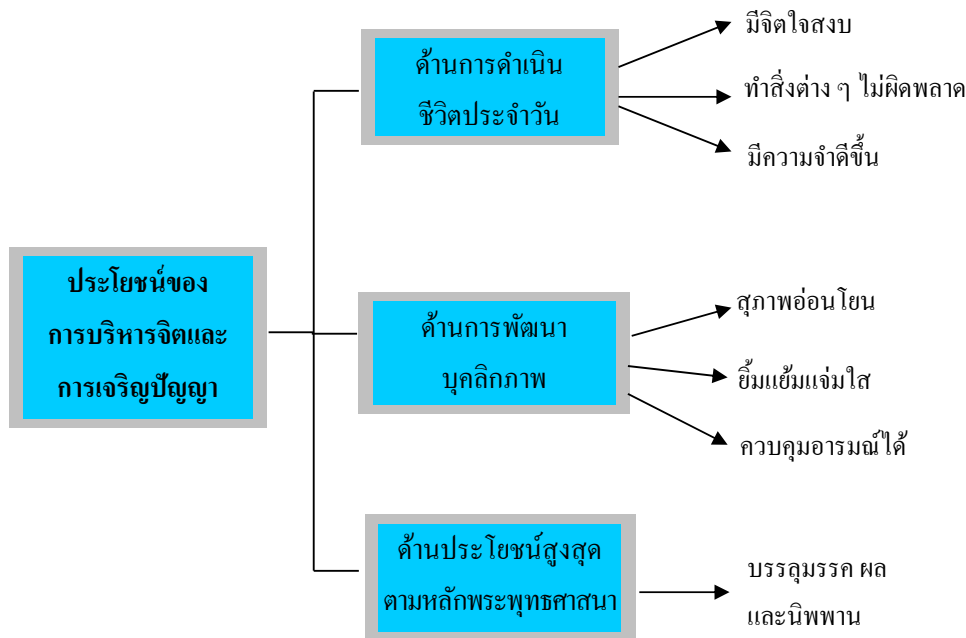 ประโยชน์ของ
การบริหารจิตและ
การเจริญปัญญา
ด้านการดำเนิน
ชีวิตประจำวัน
มีจิตใจสงบ
ทำสิ่งต่าง ๆ ไม่ผิดพลาด
มีความจำดีขึ้น
ด้านการพัฒนา
บุคลิกภาพ
สุภาพอ่อนโยน
ยิ้มแย้มแจ่มใส
ควบคุมอารมณ์ได้
ด้านประโยชน์สูงสุด
ตามหลักพระพุทธศาสนา
บรรลุมรรค ผล
และนิพพาน